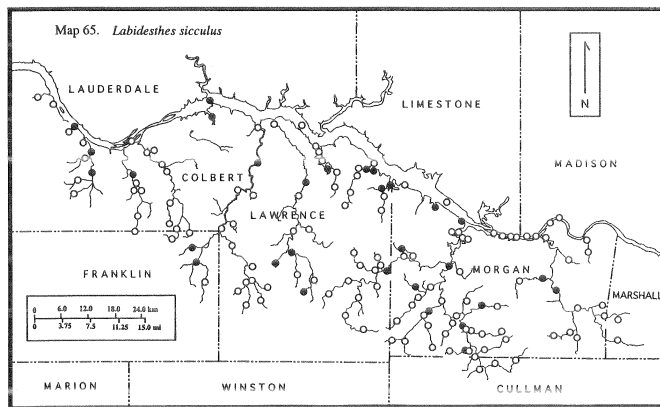 Map 65. Labidesthes sicculus
LAUDERDALE
LIMESTONE
N
MADISON
COLBERT
LAWRENCE
FRANKLIN
MORGAN
MARSHALL
0 6.0 12.0 18.0 24.0 km
0 3.75 7.5 11.25 15.0 mi
MARION
WINSTON
CULLMAN